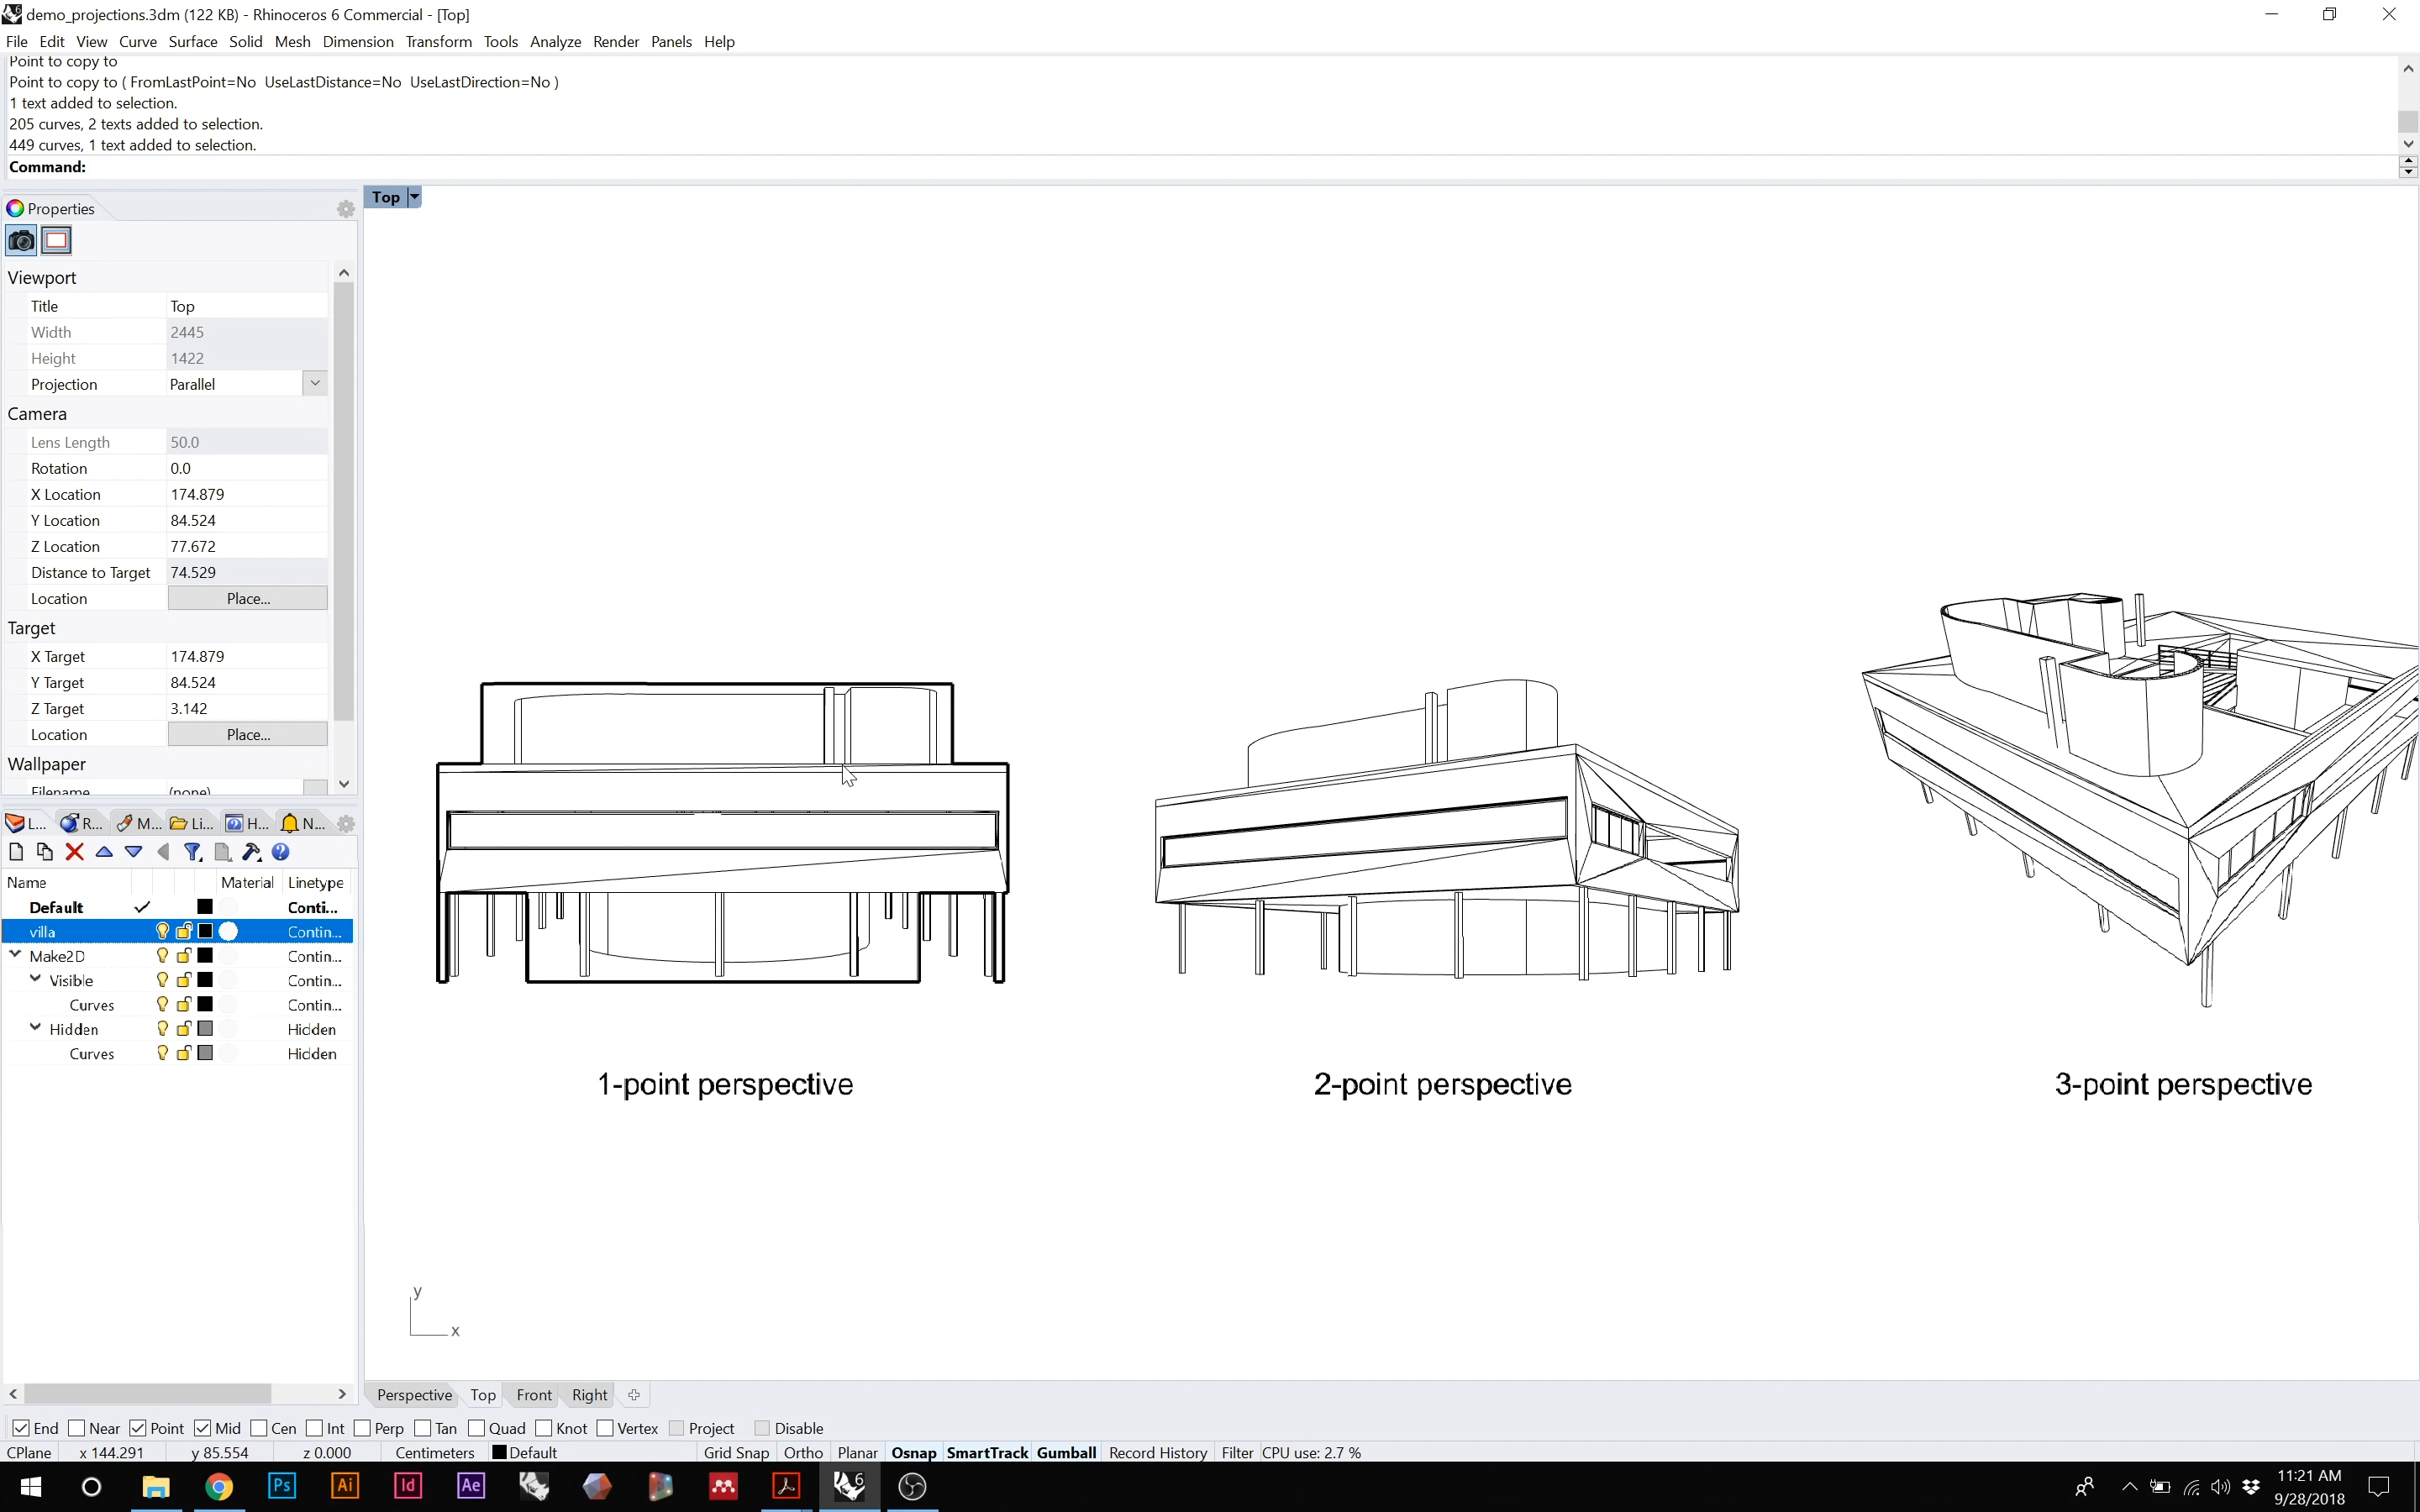 demo_projections.3dm (122 KB) - Rhinoceros 6 Commercial - [Top]
File Edit View Curve Surface Solid Mesh Dimension Transform Tools Analyze Render Panels Help
Point to copy to
Point to copy to ( FromLastPoint=No UseLastDistance=No UseLastDirection=No )
1 text added to selection.
205 curves, 2 texts added to selection.
449 curves, 1 text added to selection.
Command:
Properties
Top
Viewport
Title Top
Width 2445
Height 1422
Projection Parallel
Camera
Lens Length 50.0
Rotation 0.0
X Location 174.879
Y Location 84.524
Z Location 77.672
Distance to Target 74.529
Location Place...
Target
X Target 174.879
Y Target 84.524
Z Target 3.142
Location Place...
Wallpaper
Filename (none)
L... R... M... Li... H... N...
Name Material Linetype
Default Conti...
villa Contin...
Make2D Contin...
Visible Contin...
Curves Contin...
Hidden Hidden
Curves Hidden
1-point perspective
2-point perspective
3-point perspective
y
x
Perspective Top Front Right
End Near Point Mid Cen Int Perp Tan Quad Knot Vertex Project Disable
CPlane x 144.291 y 85.554 z 0.000 Centimeters Default Grid Snap Ortho Planar Osnap SmartTrack Gumball Record History Filter CPU use: 2.7 %
Ps Ai Id Ae 6
11:21 AM
9/28/2018